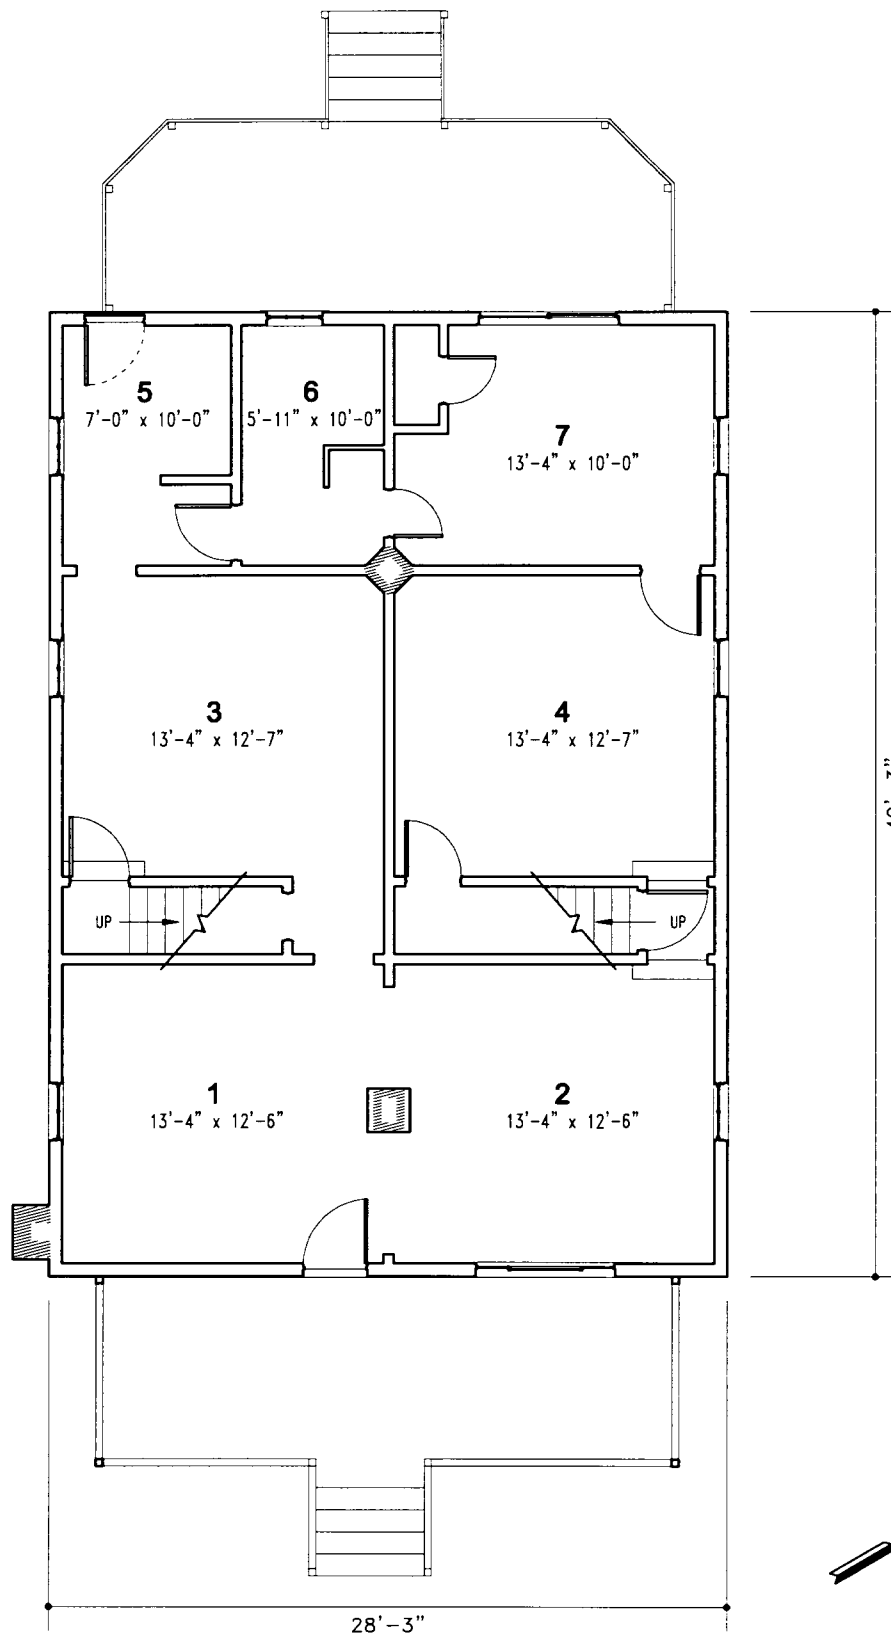 5
7'-0" x 10'-0"
6
5'-11" x 10'-0"
7
13'-4" x 10'-0"
3
13'-4" x 12'-7"
4
13'-4" x 12'-7"
UP
UP
1
13'-4" x 12'-6"
2
13'-4" x 12'-6"
28'-3"